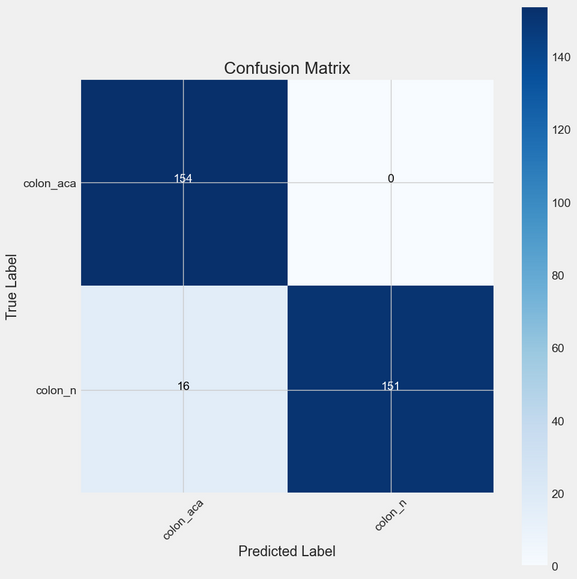 Confusion Matrix
140
120
100
80
60
40
20
0
True Label
colon_aca
154
0
colon_n
16
151
colon_aca
colon_n
Predicted Label